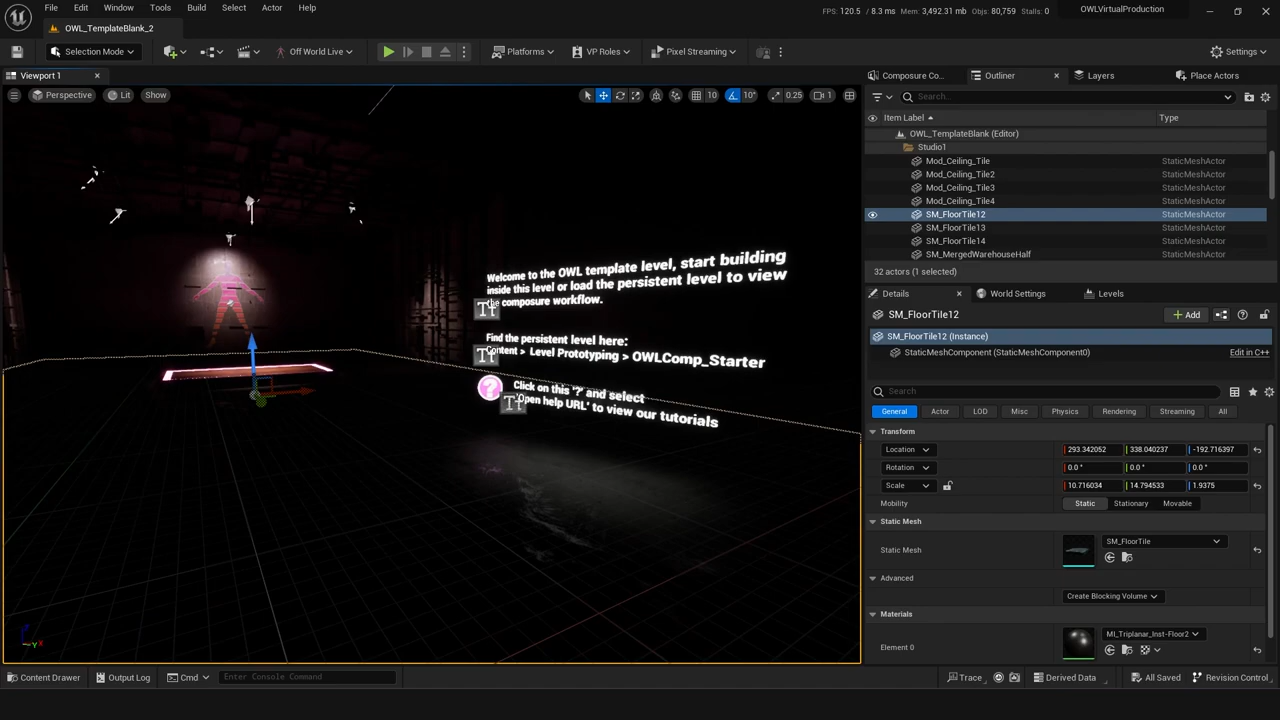 File Edit Window Tools Build Select Actor Help
FPS: 120.5 / 8.3 ms Mem: 3,492.31 mb Objs: 80,759 Stalls: 0
OWLVirtualProduction
OWL_TemplateBlank_2
Selection Mode
Off World Live
Platforms
VP Roles
Pixel Streaming
Settings
Viewport 1
Perspective
Lit
Show
10
10°
0.25
1
Welcome to the OWL template level, start building
inside this level or load the persistent level to view
the composure workflow.
Find the persistent level here:
Content > Level Prototyping > OWLComp_Starter
Click on this '?' and select
'Open help URL' to view our tutorials
Tt
Tt
Tt
?
Y X
Composure Co...
Outliner
Layers
Place Actors
Search...
Item Label
Type
OWL_TemplateBlank (Editor)
Studio1
Mod_Ceiling_Tile StaticMeshActor
Mod_Ceiling_Tile2 StaticMeshActor
Mod_Ceiling_Tile3 StaticMeshActor
Mod_Ceiling_Tile4 StaticMeshActor
SM_FloorTile12 StaticMeshActor
SM_FloorTile13 StaticMeshActor
SM_FloorTile14 StaticMeshActor
SM_MergedWarehouseHalf StaticMeshActor
32 actors (1 selected)
Details
World Settings
Levels
SM_FloorTile12
Add
SM_FloorTile12 (Instance)
StaticMeshComponent (StaticMeshComponent0) Edit in C++
Search
General Actor LOD Misc Physics Rendering Streaming All
Transform
Location 293.342052 338.040237 -192.716397
Rotation 0.0 ° 0.0 ° 0.0 °
Scale 10.716034 14.794533 1.9375
Mobility Static Stationary Movable
Static Mesh
Static Mesh SM_FloorTile
Advanced
Create Blocking Volume
Materials
Element 0 MI_Triplanar_Inst-Floor2
Content Drawer
Output Log
Cmd
Enter Console Command
Trace
Derived Data
All Saved
Revision Control